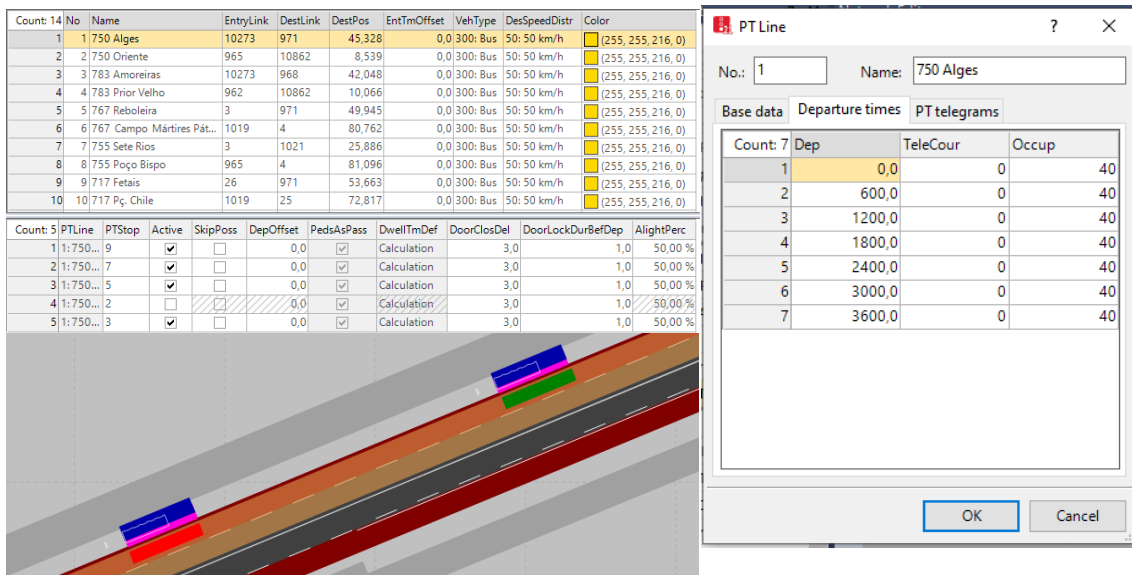 Count: 14 No Name EntryLink DestLink DestPos EntTmOffset VehType DesSpeedDistr Color
1 1 750 Alges 10273 971 45,328 0,0 300: Bus 50: 50 km/h (255, 255, 216, 0)
2 2 750 Oriente 965 10862 8,539 0,0 300: Bus 50: 50 km/h (255, 255, 216, 0)
3 3 783 Amoreiras 10273 968 42,048 0,0 300: Bus 50: 50 km/h (255, 255, 216, 0)
4 4 783 Prior Velho 962 10862 10,066 0,0 300: Bus 50: 50 km/h (255, 255, 216, 0)
5 5 767 Reboleira 3 971 49,945 0,0 300: Bus 50: 50 km/h (255, 255, 216, 0)
6 6 767 Campo Mártires Pát... 1019 4 80,762 0,0 300: Bus 50: 50 km/h (255, 255, 216, 0)
7 7 755 Sete Rios 3 1021 25,886 0,0 300: Bus 50: 50 km/h (255, 255, 216, 0)
8 8 755 Poço Bispo 965 4 81,096 0,0 300: Bus 50: 50 km/h (255, 255, 216, 0)
9 9 717 Fetais 26 971 53,663 0,0 300: Bus 50: 50 km/h (255, 255, 216, 0)
10 10 717 Pç. Chile 1019 25 72,817 0,0 300: Bus 50: 50 km/h (255, 255, 216, 0)
Count: 5 PTLine PTStop Active SkipPoss DepOffset PedsAsPass DwellTmDef DoorClosDel DoorLockDurBefDep AlightPerc
1 1:750... 9 0,0 Calculation 3,0 1,0 50,00 %
2 1:750... 7 0,0 Calculation 3,0 1,0 50,00 %
3 1:750... 5 0,0 Calculation 3,0 1,0 50,00 %
4 1:750... 2 0,0 Calculation 3,0 1,0 50,00 %
5 1:750... 3 0,0 Calculation 3,0 1,0 50,00 %
PT Line ?
No.: 1 Name: 750 Alges
Base data Departure times PT telegrams
Count: 7 Dep TeleCour Occup
1 0,0 0 40
2 600,0 0 40
3 1200,0 0 40
4 1800,0 0 40
5 2400,0 0 40
6 3000,0 0 40
7 3600,0 0 40
OK Cancel